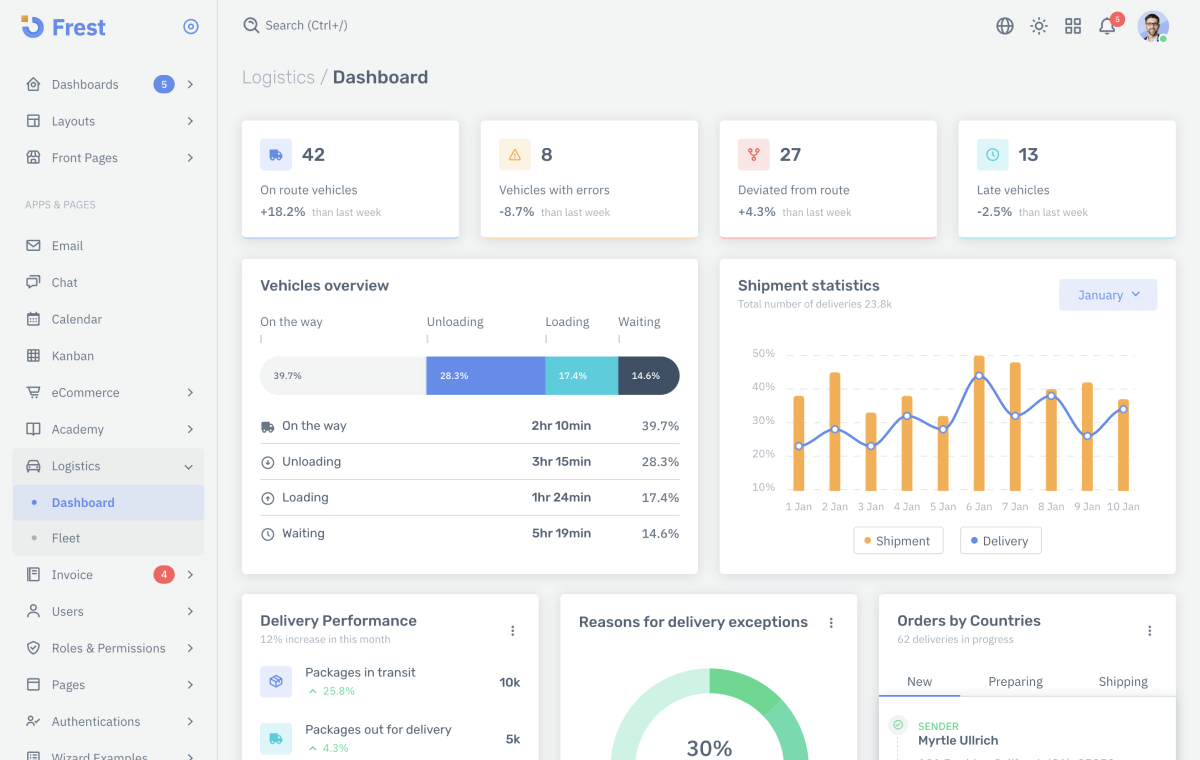 Frest
Search (Ctrl+/)
5
Dashboards 5
Layouts
Front Pages
APPS & PAGES
Email
Chat
Calendar
Kanban
eCommerce
Academy
Logistics
Dashboard
Fleet
Invoice 4
Users
Roles & Permissions
Pages
Authentications
Wizard Examples
Logistics / Dashboard
42
On route vehicles
+18.2% than last week
8
Vehicles with errors
-8.7% than last week
27
Deviated from route
+4.3% than last week
13
Late vehicles
-2.5% than last week
Vehicles overview
On the way Unloading Loading Waiting
39.7% 28.3% 17.4% 14.6%
On the way 2hr 10min 39.7%
Unloading 3hr 15min 28.3%
Loading 1hr 24min 17.4%
Waiting 5hr 19min 14.6%
Shipment statistics
Total number of deliveries 23.8k
January
50%
40%
30%
20%
10%
1 Jan 2 Jan 3 Jan 4 Jan 5 Jan 6 Jan 7 Jan 8 Jan 9 Jan 10 Jan
Shipment Delivery
Delivery Performance
12% increase in this month
Packages in transit
25.8%
10k
Packages out for delivery
4.3%
5k
Reasons for delivery exceptions
30%
Orders by Countries
62 deliveries in progress
New Preparing Shipping
SENDER
Myrtle Ullrich